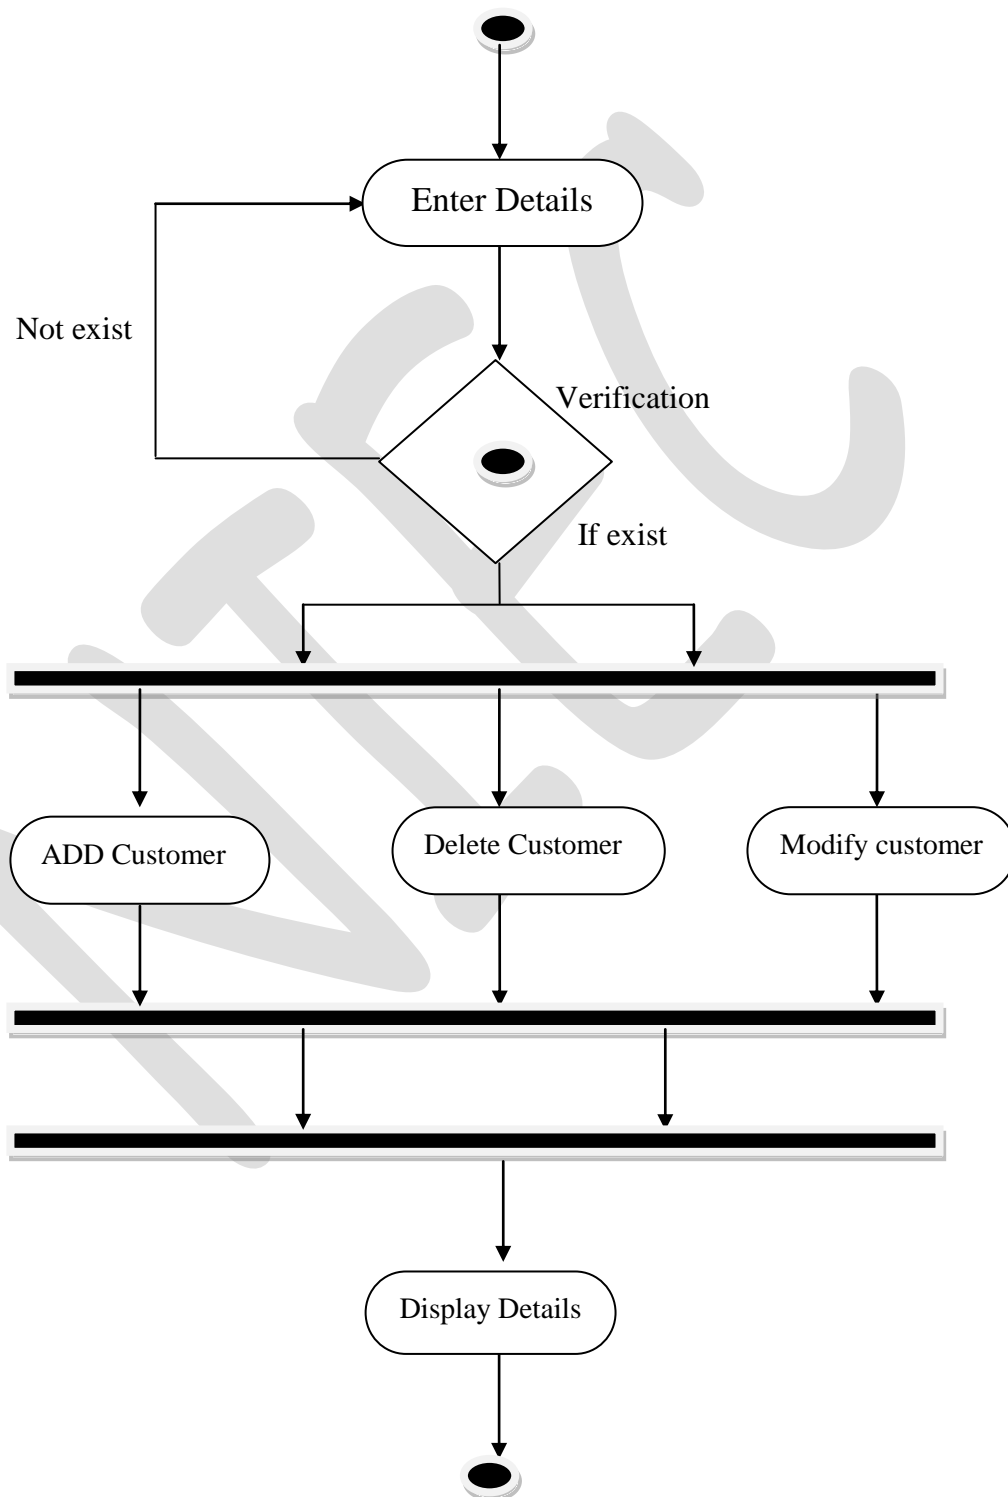 Enter Details
Not exist
Verification
If exist
ADD Customer
Delete Customer
Modify customer
Display Details